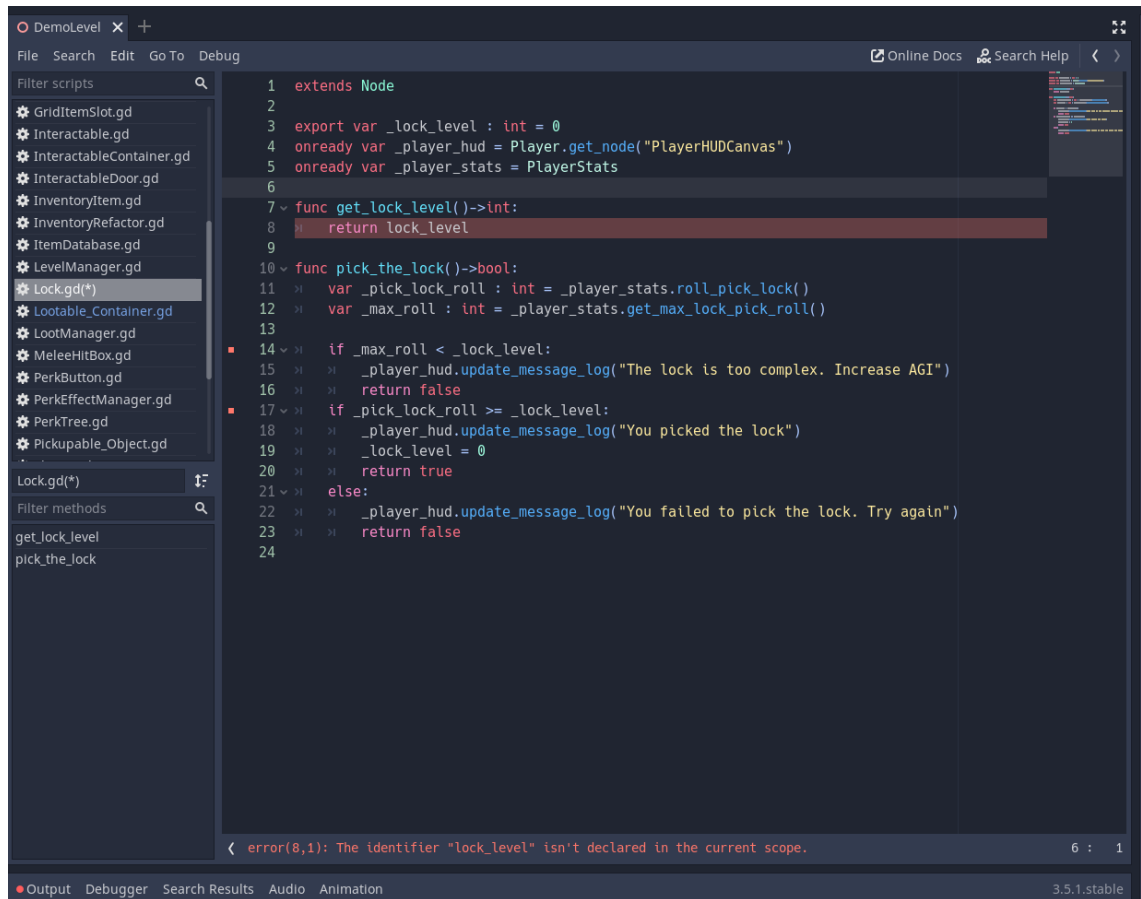 DemoLevel
File Search Edit Go To Debug
Online Docs Search Help
Filter scripts
GridItemSlot.gd
Interactable.gd
InteractableContainer.gd
InteractableDoor.gd
InventoryItem.gd
InventoryRefactor.gd
ItemDatabase.gd
LevelManager.gd
Lock.gd(*)
Lootable_Container.gd
LootManager.gd
MeleeHitBox.gd
PerkButton.gd
PerkEffectManager.gd
PerkTree.gd
Pickupable_Object.gd
Lock.gd(*)
Filter methods
get_lock_level
pick_the_lock
1 extends Node
2
3 export var _lock_level : int = 0
4 onready var _player_hud = Player.get_node("PlayerHUDCanvas")
5 onready var _player_stats = PlayerStats
6
7 func get_lock_level()->int:
8 return lock_level
9
10 func pick_the_lock()->bool:
11 var _pick_lock_roll : int = _player_stats.roll_pick_lock()
12 var _max_roll : int = _player_stats.get_max_lock_pick_roll()
13
14 if _max_roll < _lock_level:
15 _player_hud.update_message_log("The lock is too complex. Increase AGI")
16 return false
17 if _pick_lock_roll >= _lock_level:
18 _player_hud.update_message_log("You picked the lock")
19 _lock_level = 0
20 return true
21 else:
22 _player_hud.update_message_log("You failed to pick the lock. Try again")
23 return false
24
error(8,1): The identifier "lock_level" isn't declared in the current scope. 6 : 1
Output Debugger Search Results Audio Animation 3.5.1.stable